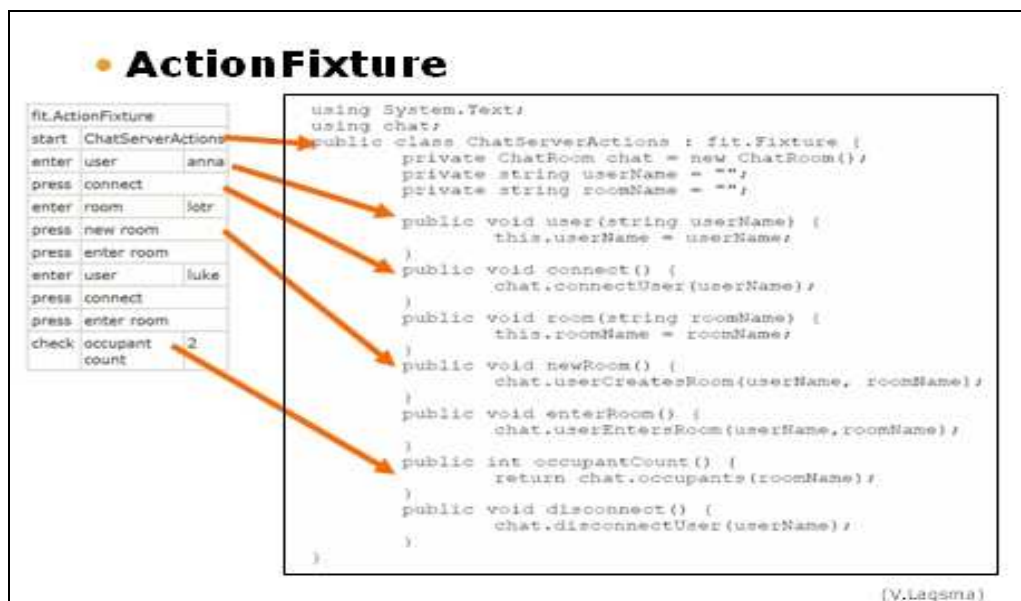 • ActionFixture
fit.ActionFixture
start ChatServerActions
enter user anna
press connect
enter room lotr
press new room
press enter room
enter user luke
press connect
press enter room
check occupant 2
count
using System.Text;
using chat;
public class ChatServerActions : fit.Fixture {
private ChatRoom chat = new ChatRoom();
private string userName = "";
private string roomName = "";
public void user(string userName) {
this.userName = userName;
}
public void connect() {
chat.connectUser(userName);
}
public void room(string roomName) {
this.roomName = roomName;
}
public void newRoom() {
chat.userCreatesRoom(userName, roomName);
}
public void enterRoom() {
chat.userEntersRoom(userName,roomName);
}
public int occupantCount() {
return chat.occupants(roomName);
}
public void disconnect() {
chat.disconnectUser(userName);
}
}
(V.Laqsma)